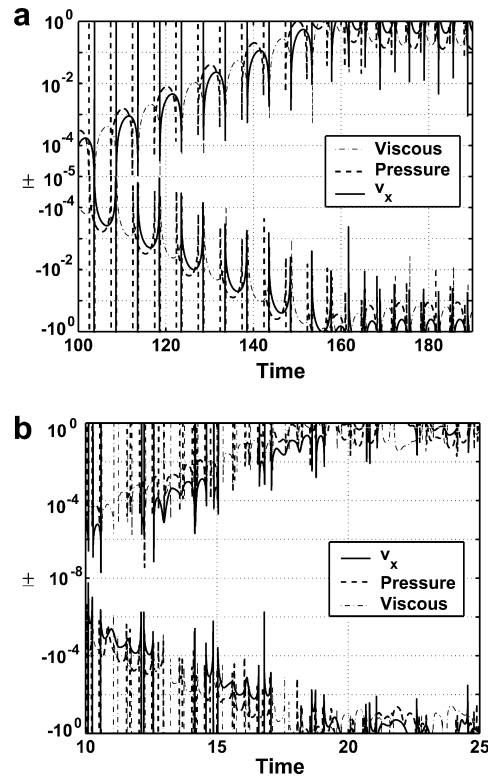 a
10^0
10^-2
10^-4
± 10^-5
-10^-4
-10^-2
-10^0
Viscous
Pressure
v_x
100 120 140 160 180
Time
b
10^0
10^-4
± 10^-8
-10^-4
-10^0
v_x
Pressure
Viscous
10 15 20 25
Time